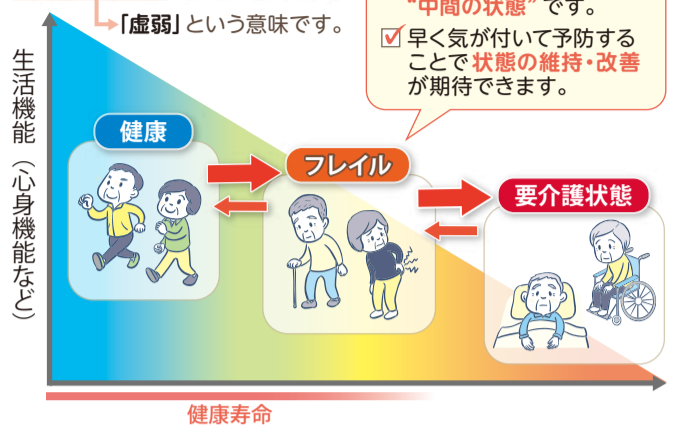 「虚弱」という意味です。
“中間の状態”です。
早く気が付いて予防する
ことで状態の維持・改善
が期待できます。
生活機能（心身機能など）
健康
フレイル
要介護状態
健康寿命